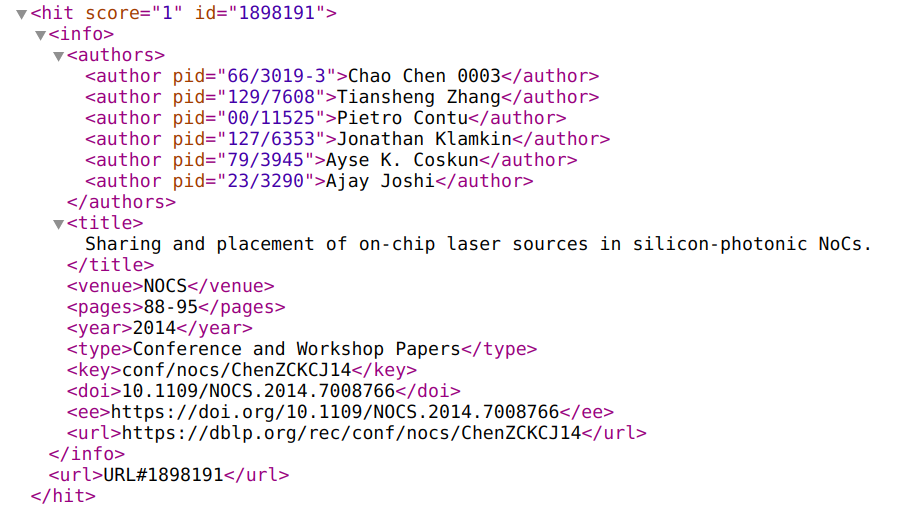 <hit score="1" id="1898191">
<info>
<authors>
<author pid="66/3019-3">Chao Chen 0003</author>
<author pid="129/7608">Tiansheng Zhang</author>
<author pid="00/11525">Pietro Contu</author>
<author pid="127/6353">Jonathan Klamkin</author>
<author pid="79/3945">Ayse K. Coskun</author>
<author pid="23/3290">Ajay Joshi</author>
</authors>
<title>
Sharing and placement of on-chip laser sources in silicon-photonic NoCs.
</title>
<venue>NOCS</venue>
<pages>88-95</pages>
<year>2014</year>
<type>Conference and Workshop Papers</type>
<key>conf/nocs/ChenZCKCJ14</key>
<doi>10.1109/NOCS.2014.7008766</doi>
<ee>https://doi.org/10.1109/NOCS.2014.7008766</ee>
<url>https://dblp.org/rec/conf/nocs/ChenZCKCJ14</url>
</info>
<url>URL#1898191</url>
</hit>